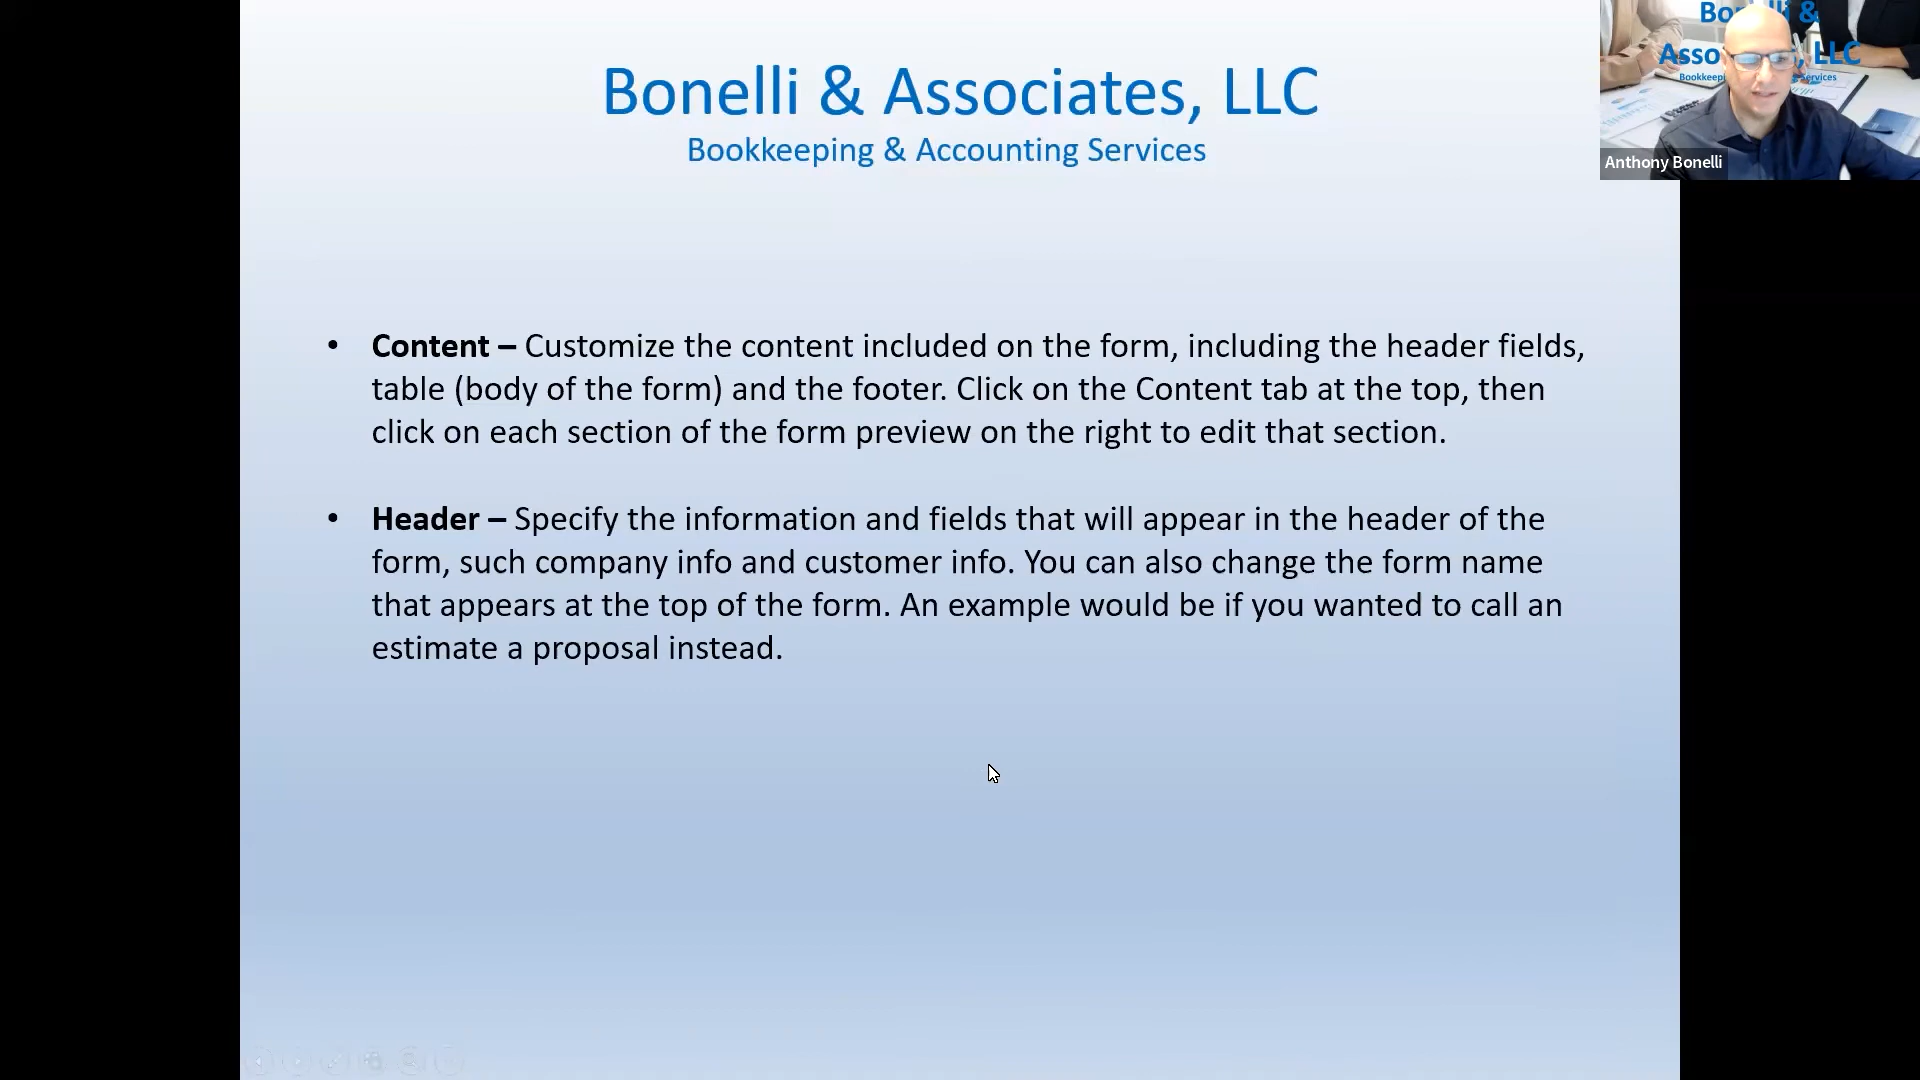 Bonelli & Associates, LLC
Bookkeeping & Accounting Services
• Content – Customize the content included on the form, including the header fields,
table (body of the form) and the footer. Click on the Content tab at the top, then
click on each section of the form preview on the right to edit that section.
• Header – Specify the information and fields that will appear in the header of the
form, such company info and customer info. You can also change the form name
that appears at the top of the form. An example would be if you wanted to call an
estimate a proposal instead.
&
LLC
Services
Anthony Bonelli